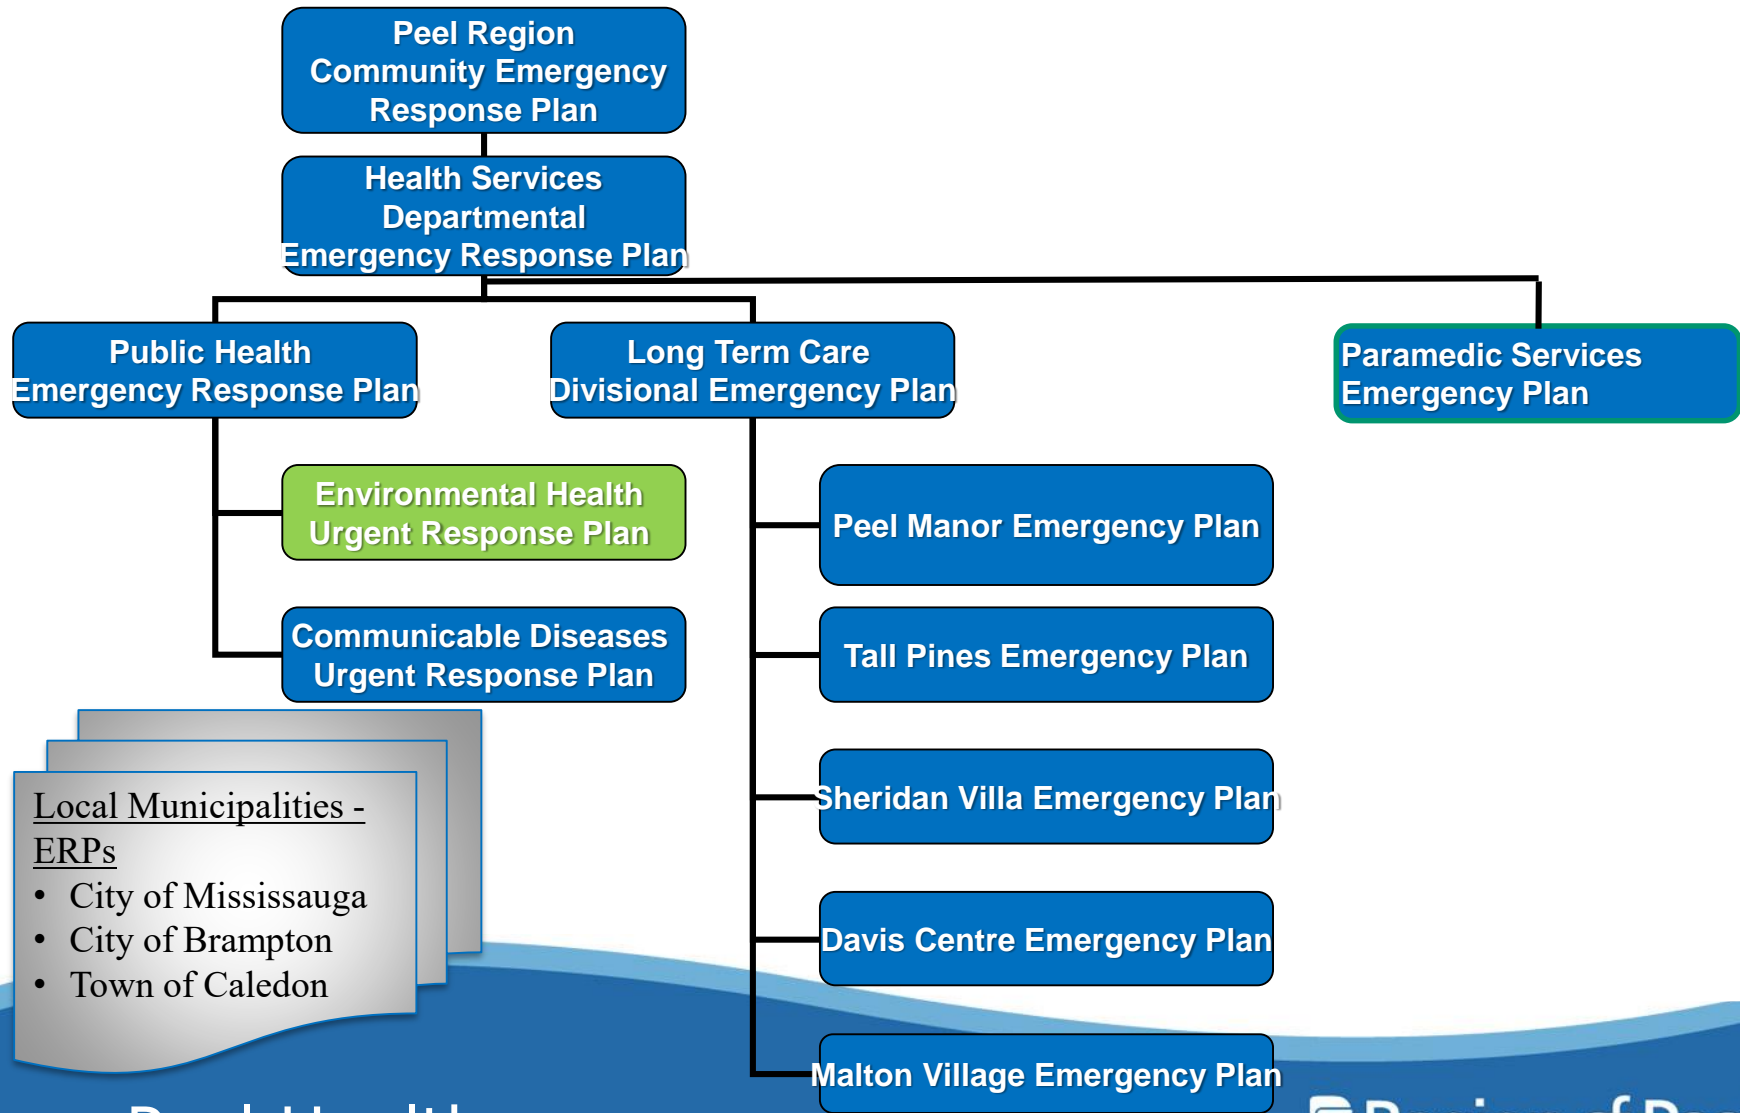 Peel Region
Community Emergency
Response Plan
Health Services
Departmental
Emergency Response Plan
Public Health
Emergency Response Plan
Long Term Care
Divisional Emergency Plan
Paramedic Services
Emergency Plan
Environmental Health
Urgent Response Plan
Communicable Diseases
Urgent Response Plan
Peel Manor Emergency Plan
Tall Pines Emergency Plan
Sheridan Villa Emergency Plan
Davis Centre Emergency Plan
Malton Village Emergency Plan
Local Municipalities -
ERPs
• City of Mississauga
• City of Brampton
• Town of Caledon